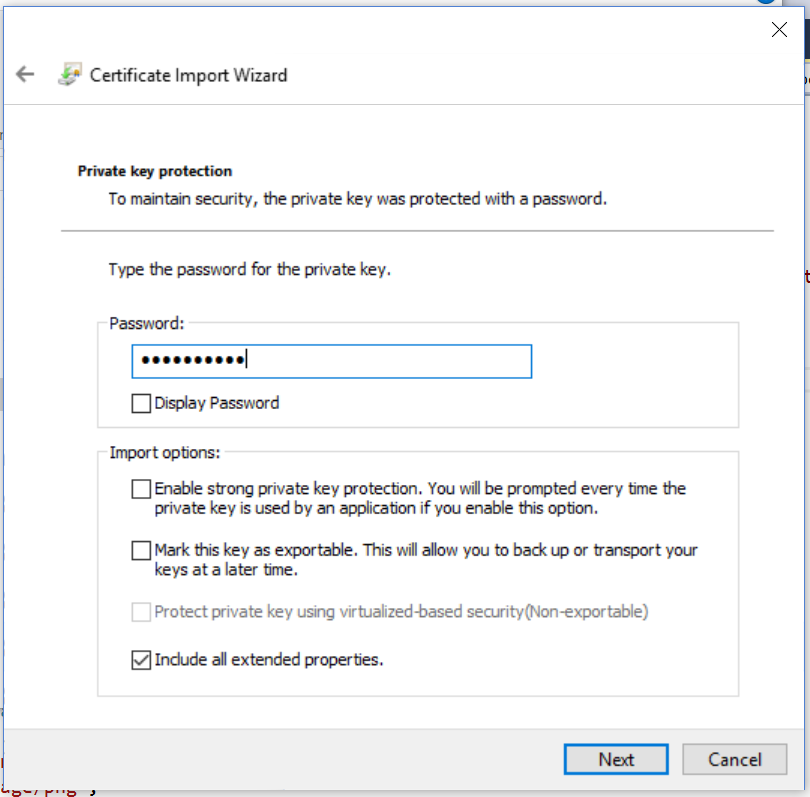 Certificate Import Wizard
Private key protection
To maintain security, the private key was protected with a password.
Type the password for the private key.
Password:
●●●●●●●●●●
Display Password
Import options:
Enable strong private key protection. You will be prompted every time the
private key is used by an application if you enable this option.
Mark this key as exportable. This will allow you to back up or transport your
keys at a later time.
Protect private key using virtualized-based security(Non-exportable)
Include all extended properties.
Next
Cancel